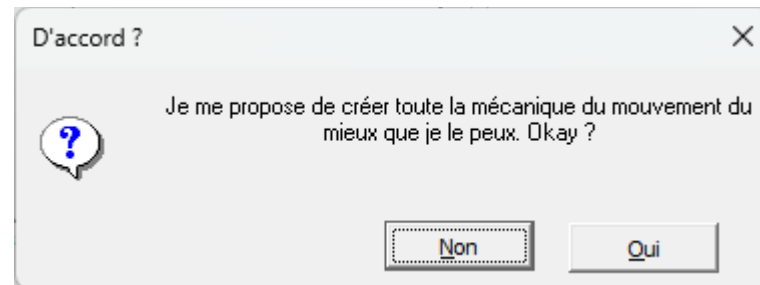 D'accord ?
Je me propose de créer toute la mécanique du mouvement du
mieux que je le peux. Okay ?
Non
Oui